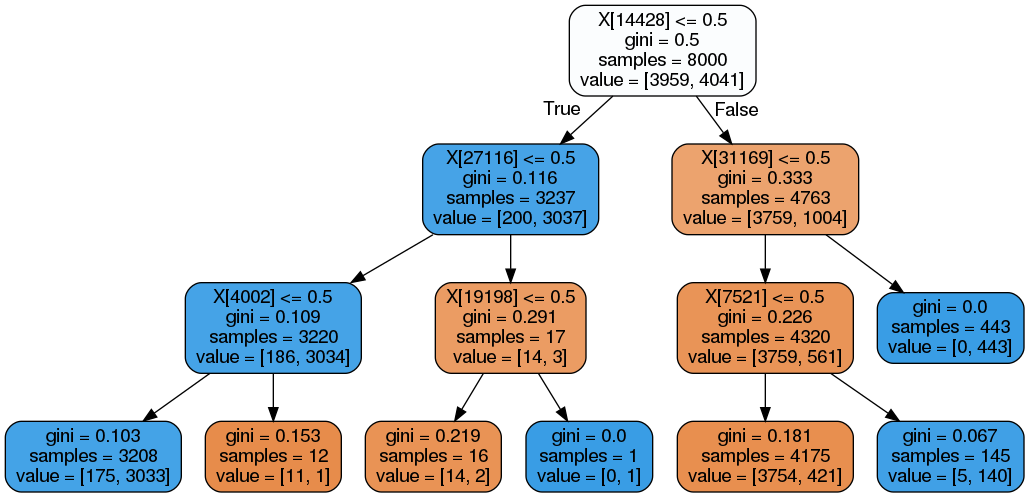 X[14428] <= 0.5
gini = 0.5
samples = 8000
value = [3959, 4041]
True
False
X[27116] <= 0.5
gini = 0.116
samples = 3237
value = [200, 3037]
X[31169] <= 0.5
gini = 0.333
samples = 4763
value = [3759, 1004]
X[4002] <= 0.5
gini = 0.109
samples = 3220
value = [186, 3034]
X[19198] <= 0.5
gini = 0.291
samples = 17
value = [14, 3]
X[7521] <= 0.5
gini = 0.226
samples = 4320
value = [3759, 561]
gini = 0.0
samples = 443
value = [0, 443]
gini = 0.103
samples = 3208
value = [175, 3033]
gini = 0.153
samples = 12
value = [11, 1]
gini = 0.219
samples = 16
value = [14, 2]
gini = 0.0
samples = 1
value = [0, 1]
gini = 0.181
samples = 4175
value = [3754, 421]
gini = 0.067
samples = 145
value = [5, 140]